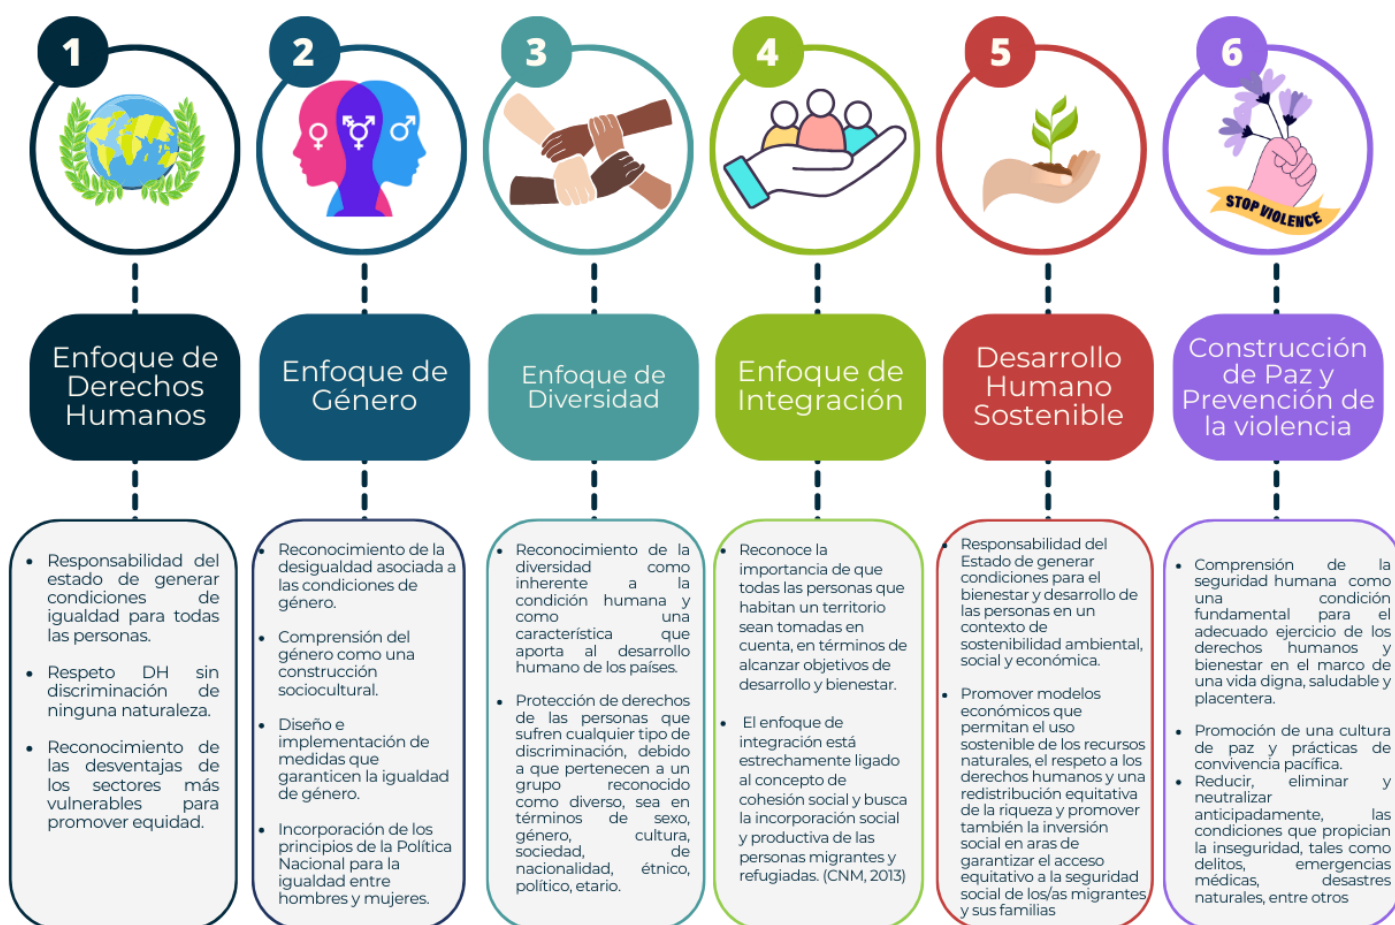 1
Enfoque de
Derechos
Humanos
Responsabilidad del
estado de generar
condiciones de
igualdad para todas
las personas.
Respeto DH sin
discriminación de
ninguna naturaleza.
Reconocimiento de
las desventajas de
los sectores más
vulnerables para
promover equidad.
2
Enfoque de
Género
Reconocimiento de la
desigualdad asociada a
las condiciones de
género.
Comprensión del
género como una
construcción
sociocultural.
Diseño e
implementación de
medidas que
garanticen la igualdad
de género.
Incorporación de los
principios de la Política
Nacional para la
igualdad entre
hombres y mujeres.
3
Enfoque de
Diversidad
Reconocimiento de la
diversidad como
inherente a la
condición humana y
como una
característica que
aporta al desarrollo
humano de los países.
Protección de derechos
de las personas que
sufren cualquier tipo de
discriminación, debido
a que pertenecen a un
grupo reconocido
como diverso, sea en
términos de sexo,
género, cultura,
sociedad, de
nacionalidad, étnico,
político, etario.
4
Enfoque de
Integración
Reconoce la
importancia de que
todas las personas que
habitan un territorio
sean tomadas en
cuenta, en términos de
alcanzar objetivos de
desarrollo y bienestar.
El enfoque de
integración está
estrechamente ligado
al concepto de
cohesión social y busca
la incorporación social
y productiva de las
personas migrantes y
refugiadas. (CNM, 2013)
5
Desarrollo
Humano
Sostenible
Responsabilidad del
Estado de generar
condiciones para el
bienestar y desarrollo de
las personas en un
contexto de
sostenibilidad ambiental,
social y económica.
Promover modelos
económicos que
permitan el uso
sostenible de los recursos
naturales, el respeto a los
derechos humanos y una
redistribución equitativa
de la riqueza y promover
también la inversión
social en aras de
garantizar el acceso
equitativo a la seguridad
social de los/as migrantes
y sus familias
6
STOP VIOLENCE
Construcción
de Paz y
Prevención de
la violencia
Comprensión de la
seguridad humana como
una condición
fundamental para el
adecuado ejercicio de los
derechos humanos y
bienestar en el marco de
una vida digna, saludable y
placentera.
Promoción de una cultura
de paz y prácticas de
convivencia pacífica.
Reducir, eliminar y
neutralizar
anticipadamente, las
condiciones que propician
la inseguridad, tales como
delitos, emergencias
médicas, desastres
naturales, entre otros